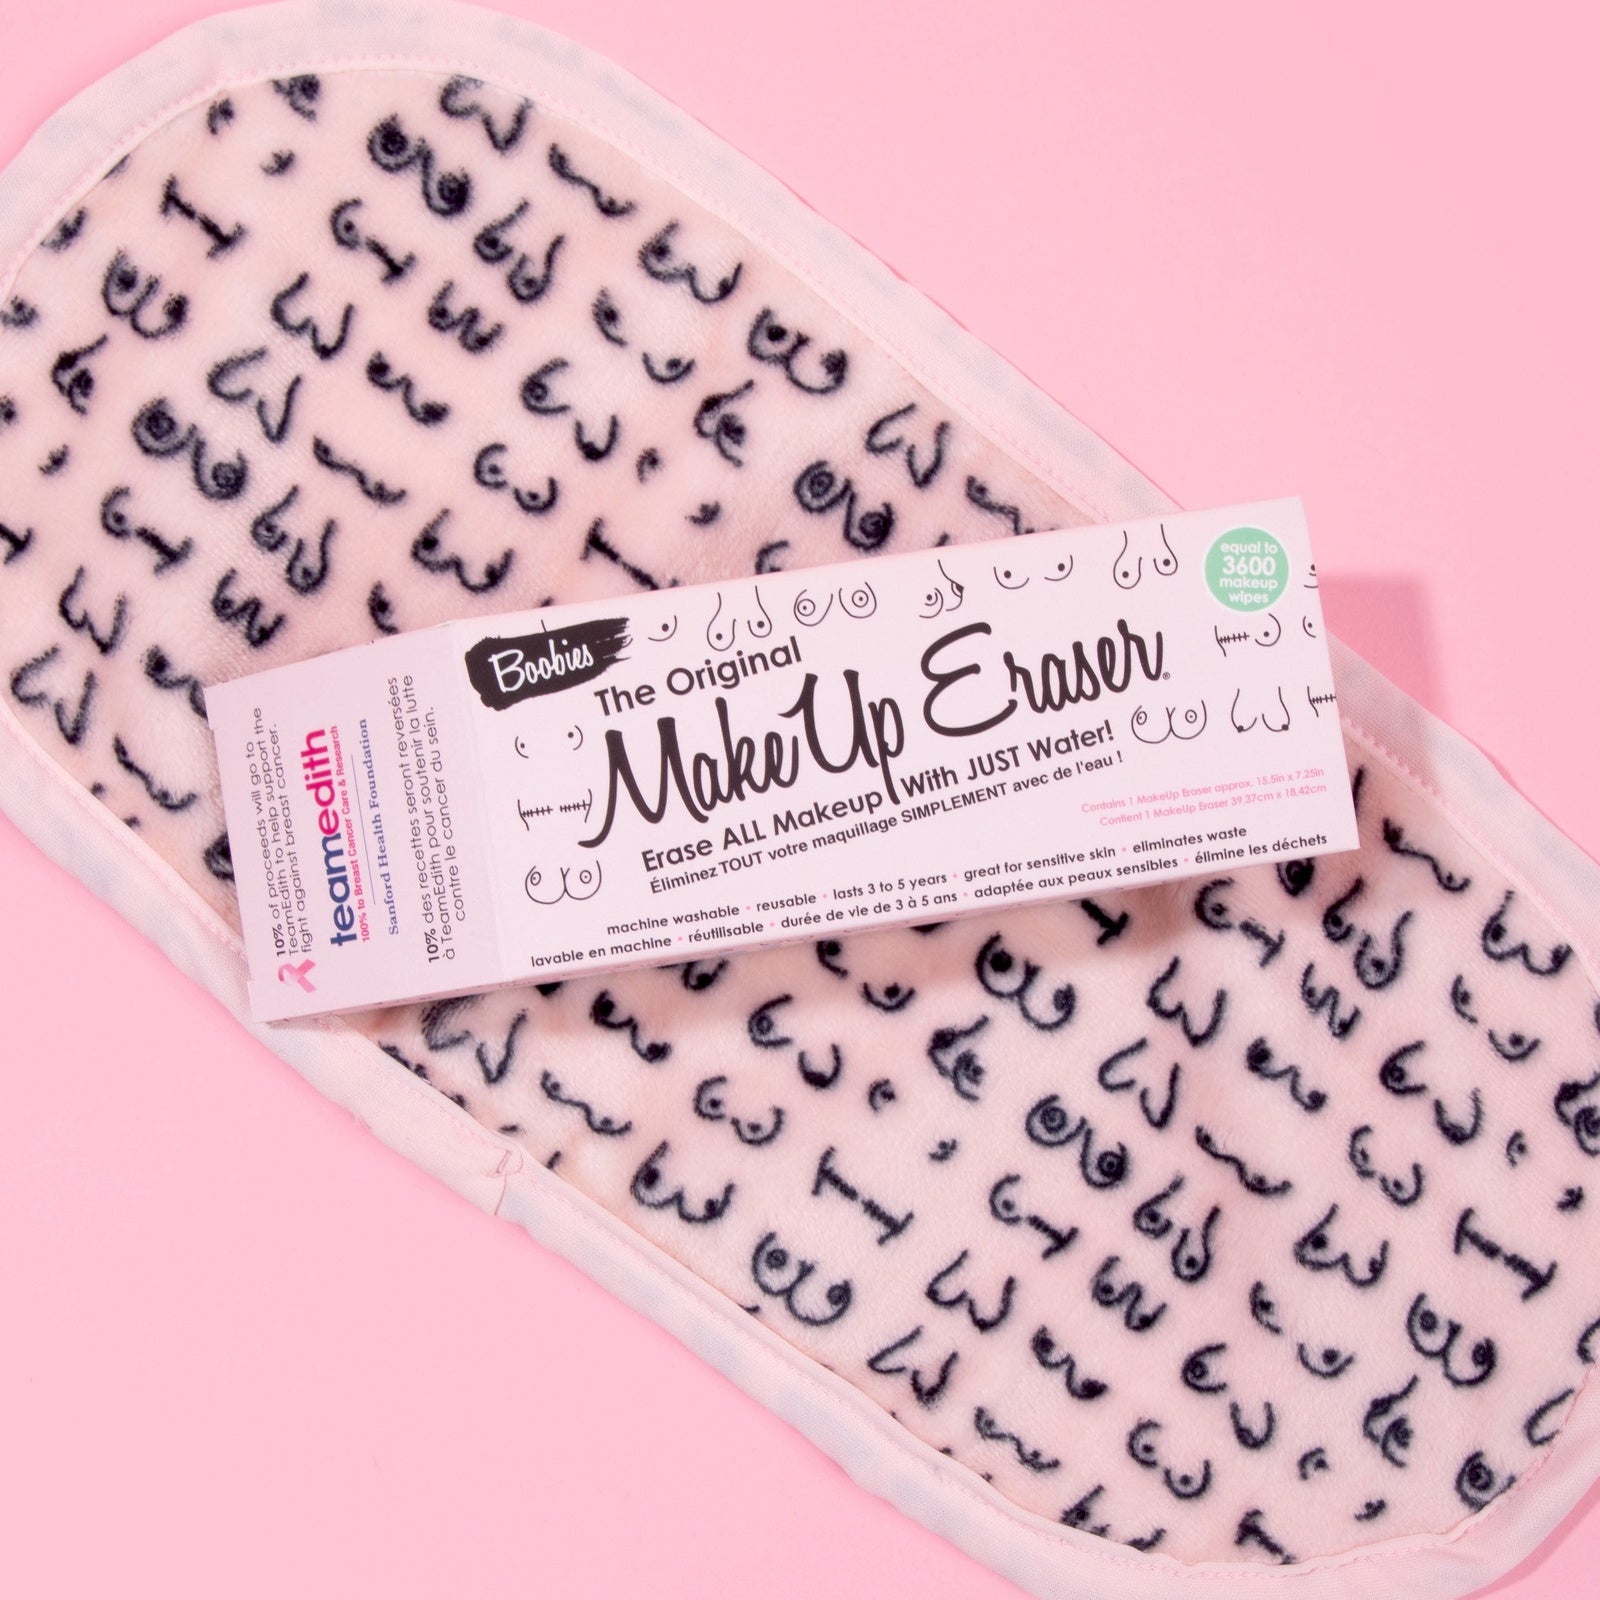 10% of proceeds will go to
TeamEdith to help support the
fight against breast cancer.
teamedith
100% to Breast Cancer Care & Research
Sanford Health Foundation
10% des recettes seront reversées
à TeamEdith pour soutenir la lutte
contre le cancer du sein.
Boobies
The Original
MakeUp Eraser®
equal to
3600
makeup
wipes
Erase ALL Makeup With JUST Water!
Éliminez TOUT votre maquillage SIMPLEMENT avec de l'eau !
Contains 1 MakeUp Eraser approx. 15.5in x 7.25in
Contient 1 MakeUp Eraser 39,37cm x 18,42cm
machine washable • reusable • lasts 3 to 5 years • great for sensitive skin • eliminates waste
lavable en machine • réutilisable • durée de vie de 3 à 5 ans • adaptée aux peaux sensibles • élimine les déchets